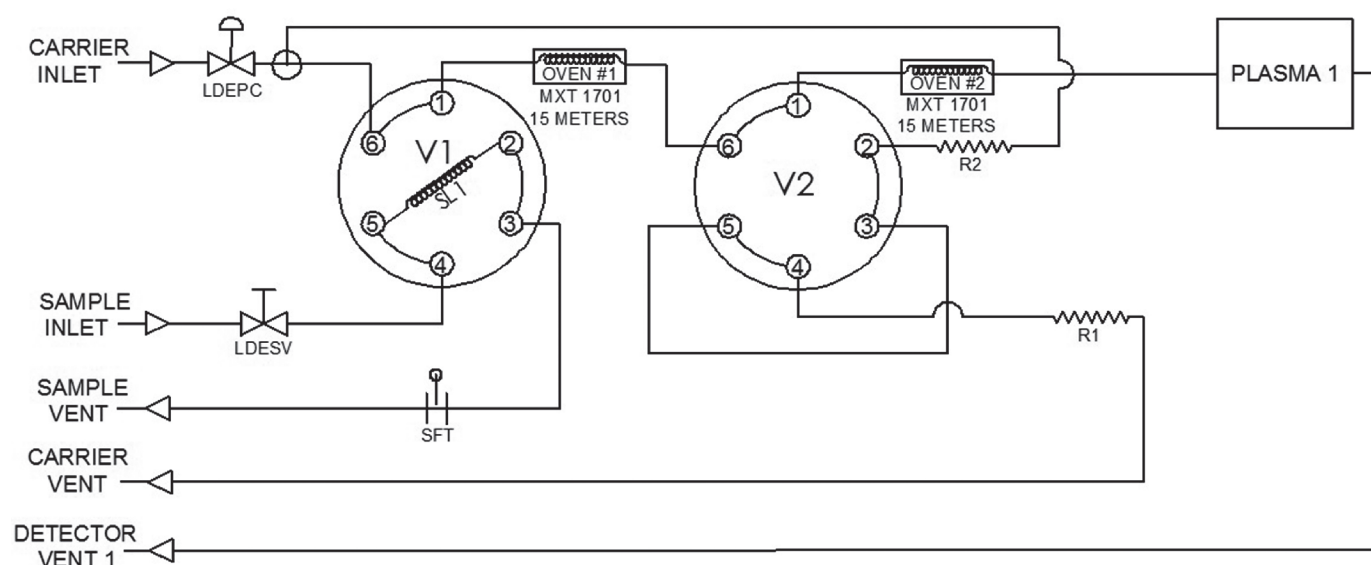 CARRIER
INLET
LDEPC
OVEN #1
MXT 1701
15 METERS
OVEN #2
MXT 1701
15 METERS
PLASMA 1
R2
V1
1
2
3
4
5
6
SL1
V2
1
2
3
4
5
6
SAMPLE
INLET
LDESV
R1
SAMPLE
VENT
SFT
CARRIER
VENT
DETECTOR
VENT 1